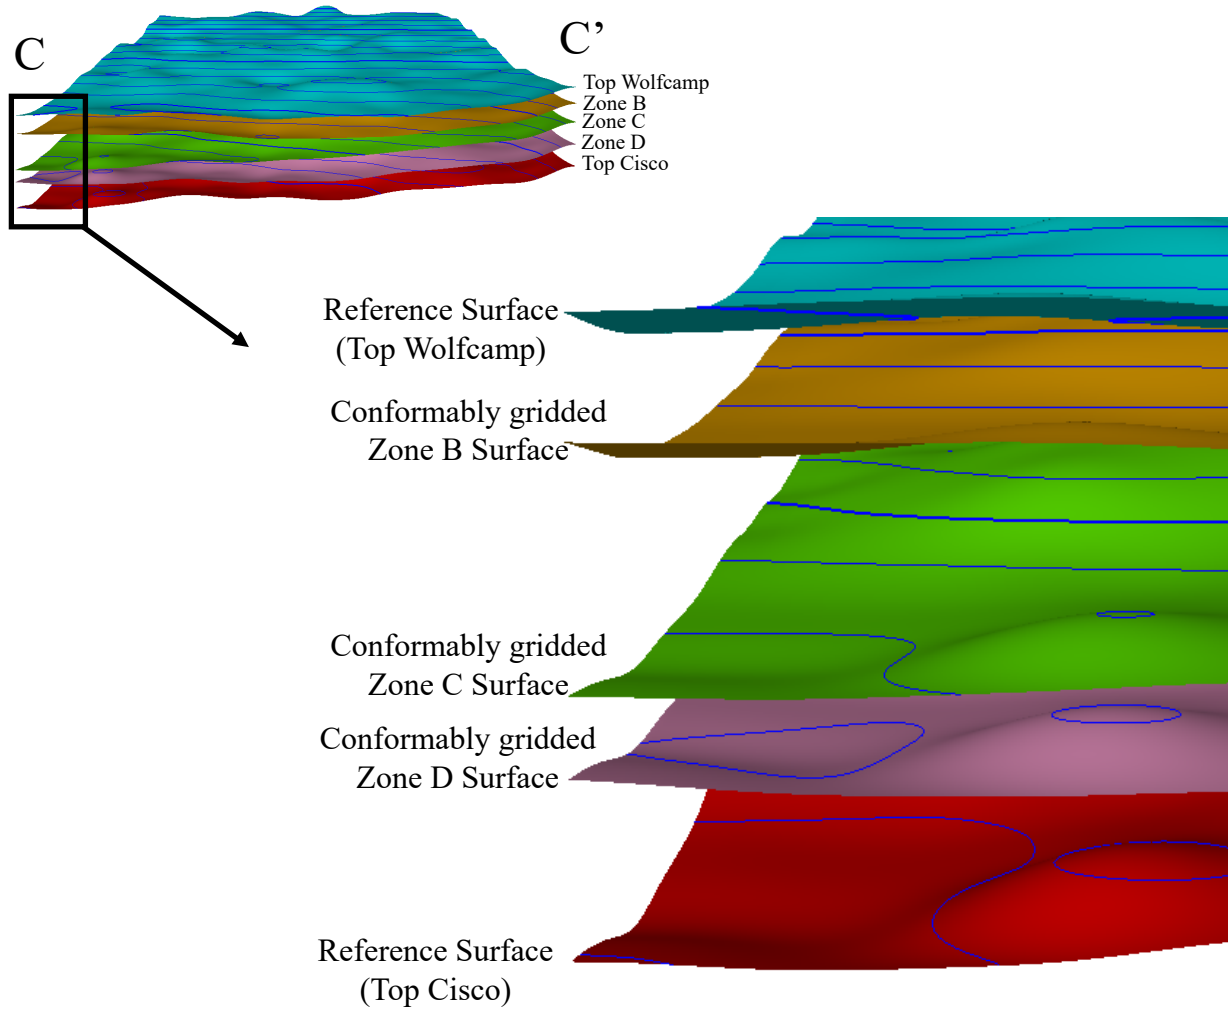 C
C’
Top Wolfcamp
Zone B
Zone C
Zone D
Top Cisco
Reference Surface
(Top Wolfcamp)
Conformably gridded
Zone B Surface
Conformably gridded
Zone C Surface
Conformably gridded
Zone D Surface
Reference Surface
(Top Cisco)